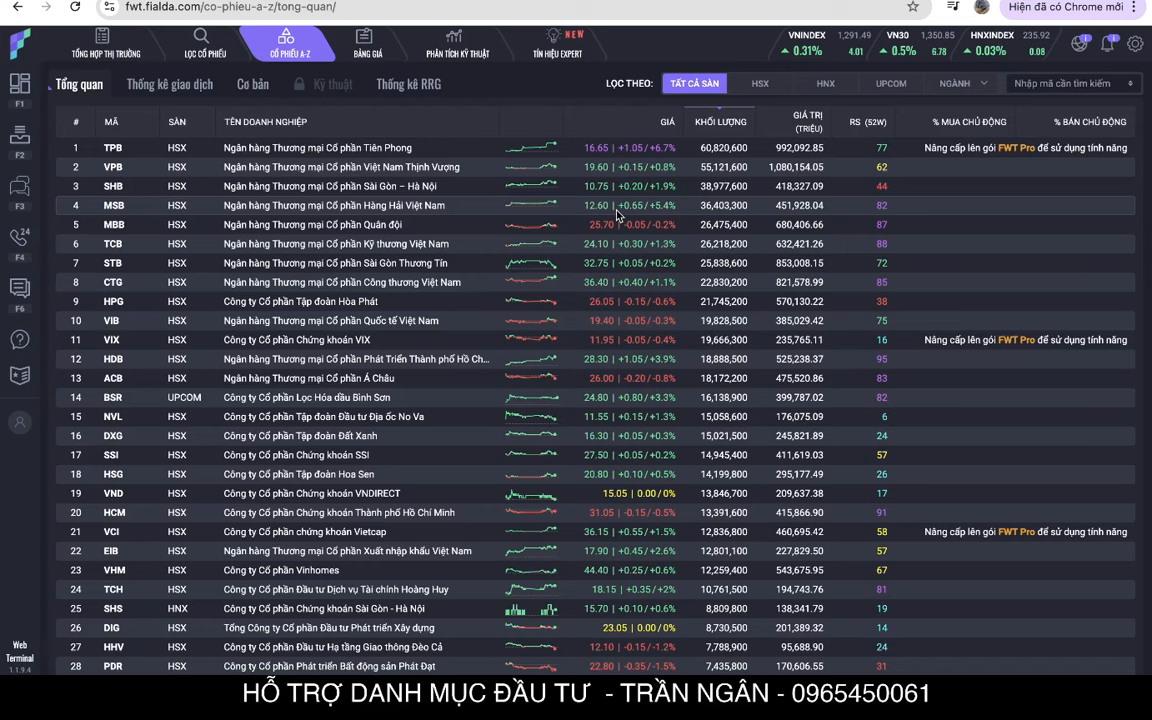 fwt.fialda.com/co-phieu-a-z/tong-quan/ Hiện đã có Chrome mới
TỔNG HỢP THỊ TRƯỜNG LỌC CỔ PHIẾU CỔ PHIẾU A-Z BẢNG GIÁ PHÂN TÍCH KỸ THUẬT NEW TÍN HIỆU EXPERT
VNINDEX 1,291.49 0.31% 4.01
VN30 1,350.85 0.5% 6.78
HNXINDEX 235.92 0.03% 0.08
Tổng quan Thống kê giao dịch Cơ bản Kỹ thuật Thống kê RRG LỌC THEO: TẤT CẢ SÀN HSX HNX UPCOM NGÀNH Nhập mã cần tìm kiếm
F1
F2
F3
24
F4
F6
Web
Terminal
1.1.9.4
# MÃ SÀN TÊN DOANH NGHIỆP GIÁ KHỐI LƯỢNG GIÁ TRỊ (TRIỆU) RS (52W) % MUA CHỦ ĐỘNG % BÁN CHỦ ĐỘNG
1 TPB HSX Ngân hàng Thương mại Cổ phần Tiên Phong 16.65 | +1.05 / +6.7% 60,820,600 992,092.85 77 Nâng cấp lên gói FWT Pro để sử dụng tính năng
2 VPB HSX Ngân hàng Thương mại Cổ phần Việt Nam Thịnh Vượng 19.60 | +0.15 / +0.8% 55,121,600 1,080,154.05 62
3 SHB HSX Ngân hàng Thương mại Cổ phần Sài Gòn – Hà Nội 10.75 | +0.20 / +1.9% 38,977,600 418,327.09 44
4 MSB HSX Ngân hàng Thương mại Cổ phần Hàng Hải Việt Nam 12.60 | +0.65 / +5.4% 36,403,300 451,928.04 82
5 MBB HSX Ngân hàng Thương mại Cổ phần Quân đội 25.70 | -0.05 / -0.2% 26,475,400 680,406.66 87
6 TCB HSX Ngân hàng Thương mại Cổ phần Kỹ thương Việt Nam 24.10 | +0.30 / +1.3% 26,218,200 632,421.26 88
7 STB HSX Ngân hàng Thương mại Cổ phần Sài Gòn Thương Tín 32.75 | +0.05 / +0.2% 25,838,600 853,008.15 72
8 CTG HSX Ngân hàng Thương mại Cổ phần Công thương Việt Nam 36.40 | +0.40 / +1.1% 22,830,200 821,578.99 85
9 HPG HSX Công ty Cổ phần Tập đoàn Hòa Phát 26.05 | -0.15 / -0.6% 21,745,200 570,130.22 38
10 VIB HSX Ngân hàng Thương mại Cổ phần Quốc tế Việt Nam 19.40 | -0.05 / -0.3% 19,828,500 385,029.42 75
11 VIX HSX Công ty Cổ phần Chứng khoán VIX 11.95 | -0.05 / -0.4% 19,666,300 235,765.11 16 Nâng cấp lên gói FWT Pro để sử dụng tính năng
12 HDB HSX Ngân hàng Thương mại Cổ phần Phát Triển Thành phố Hồ Ch... 28.30 | +1.05 / +3.9% 18,888,500 525,238.37 95
13 ACB HSX Ngân hàng Thương mại Cổ phần Á Châu 26.00 | -0.20 / -0.8% 18,172,200 475,520.86 83
14 BSR UPCOM Công ty Cổ phần Lọc Hóa dầu Bình Sơn 24.80 | +0.80 / +3.3% 16,138,900 399,787.02 82
15 NVL HSX Công ty Cổ phần Tập đoàn Đầu tư Địa ốc No Va 11.55 | +0.15 / +1.3% 15,058,600 176,075.09 6
16 DXG HSX Công ty Cổ phần Tập đoàn Đất Xanh 16.30 | +0.05 / +0.3% 15,021,500 245,821.89 24
17 SSI HSX Công ty Cổ phần Chứng khoán SSI 27.50 | +0.05 / +0.2% 14,945,400 411,619.03 57
18 HSG HSX Công ty Cổ phần Tập đoàn Hoa Sen 20.80 | +0.10 / +0.5% 14,199,800 295,177.49 26
19 VND HSX Công ty Cổ phần Chứng khoán VNDIRECT 15.05 | 0.00 / 0% 13,846,700 209,637.38 17
20 HCM HSX Công ty Cổ phần Chứng khoán Thành phố Hồ Chí Minh 31.05 | -0.15 / -0.5% 13,391,600 415,866.90 91
21 VCI HSX Công ty Cổ phần chứng khoán Vietcap 36.15 | +0.55 / +1.5% 12,836,800 460,695.42 58 Nâng cấp lên gói FWT Pro để sử dụng tính năng
22 EIB HSX Ngân hàng Thương mại Cổ phần Xuất nhập khẩu Việt Nam 17.90 | +0.45 / +2.6% 12,801,100 227,829.50 57
23 VHM HSX Công ty Cổ phần Vinhomes 44.40 | +0.25 / +0.6% 12,259,400 543,675.95 67
24 TCH HSX Công ty Cổ phần Đầu tư Dịch vụ Tài chính Hoàng Huy 18.15 | +0.35 / +2% 10,761,500 194,743.76 81
25 SHS HNX Công ty Cổ phần Chứng khoán Sài Gòn - Hà Nội 15.70 | +0.10 / +0.6% 8,809,800 138,341.79 19
26 DIG HSX Tổng Công ty Cổ phần Đầu tư Phát triển Xây dựng 23.05 | 0.00 / 0% 8,730,500 201,389.32 14
27 HHV HSX Công ty Cổ phần Đầu tư Hạ tầng Giao thông Đèo Cả 12.10 | -0.15 / -1.2% 7,788,900 95,688.90 24
28 PDR HSX Công ty Cổ phần Phát triển Bất động sản Phát Đạt 22.80 | -0.35 / -1.5% 7,435,800 170,606.55 31
HỖ TRỢ DANH MỤC ĐẦU TƯ - TRẦN NGÂN - 0965450061